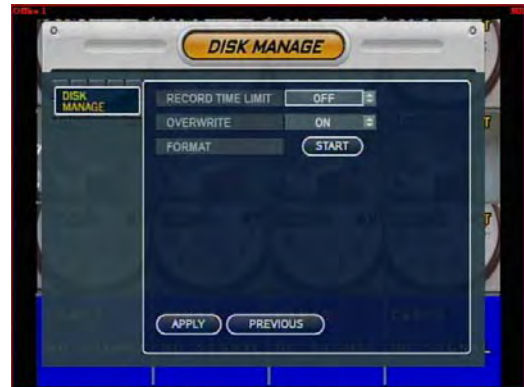 DISK MANAGE
DISK
MANAGE
RECORD TIME LIMIT OFF
OVERWRITE ON
FORMAT START
APPLY PREVIOUS